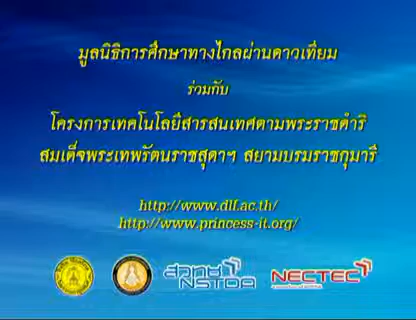 มูลนิธิการศึกษาทางไกลผ่านดาวเทียม
ร่วมกับ
โครงการเทคโนโลยีสารสนเทศตามพระราชดำริ
สมเด็จพระเทพรัตนราชสุดาฯ สยามบรมราชกุมารี
http://www.dlf.ac.th/
http://www.princess-it.org/
สวทช
NSTDA
NECTEC